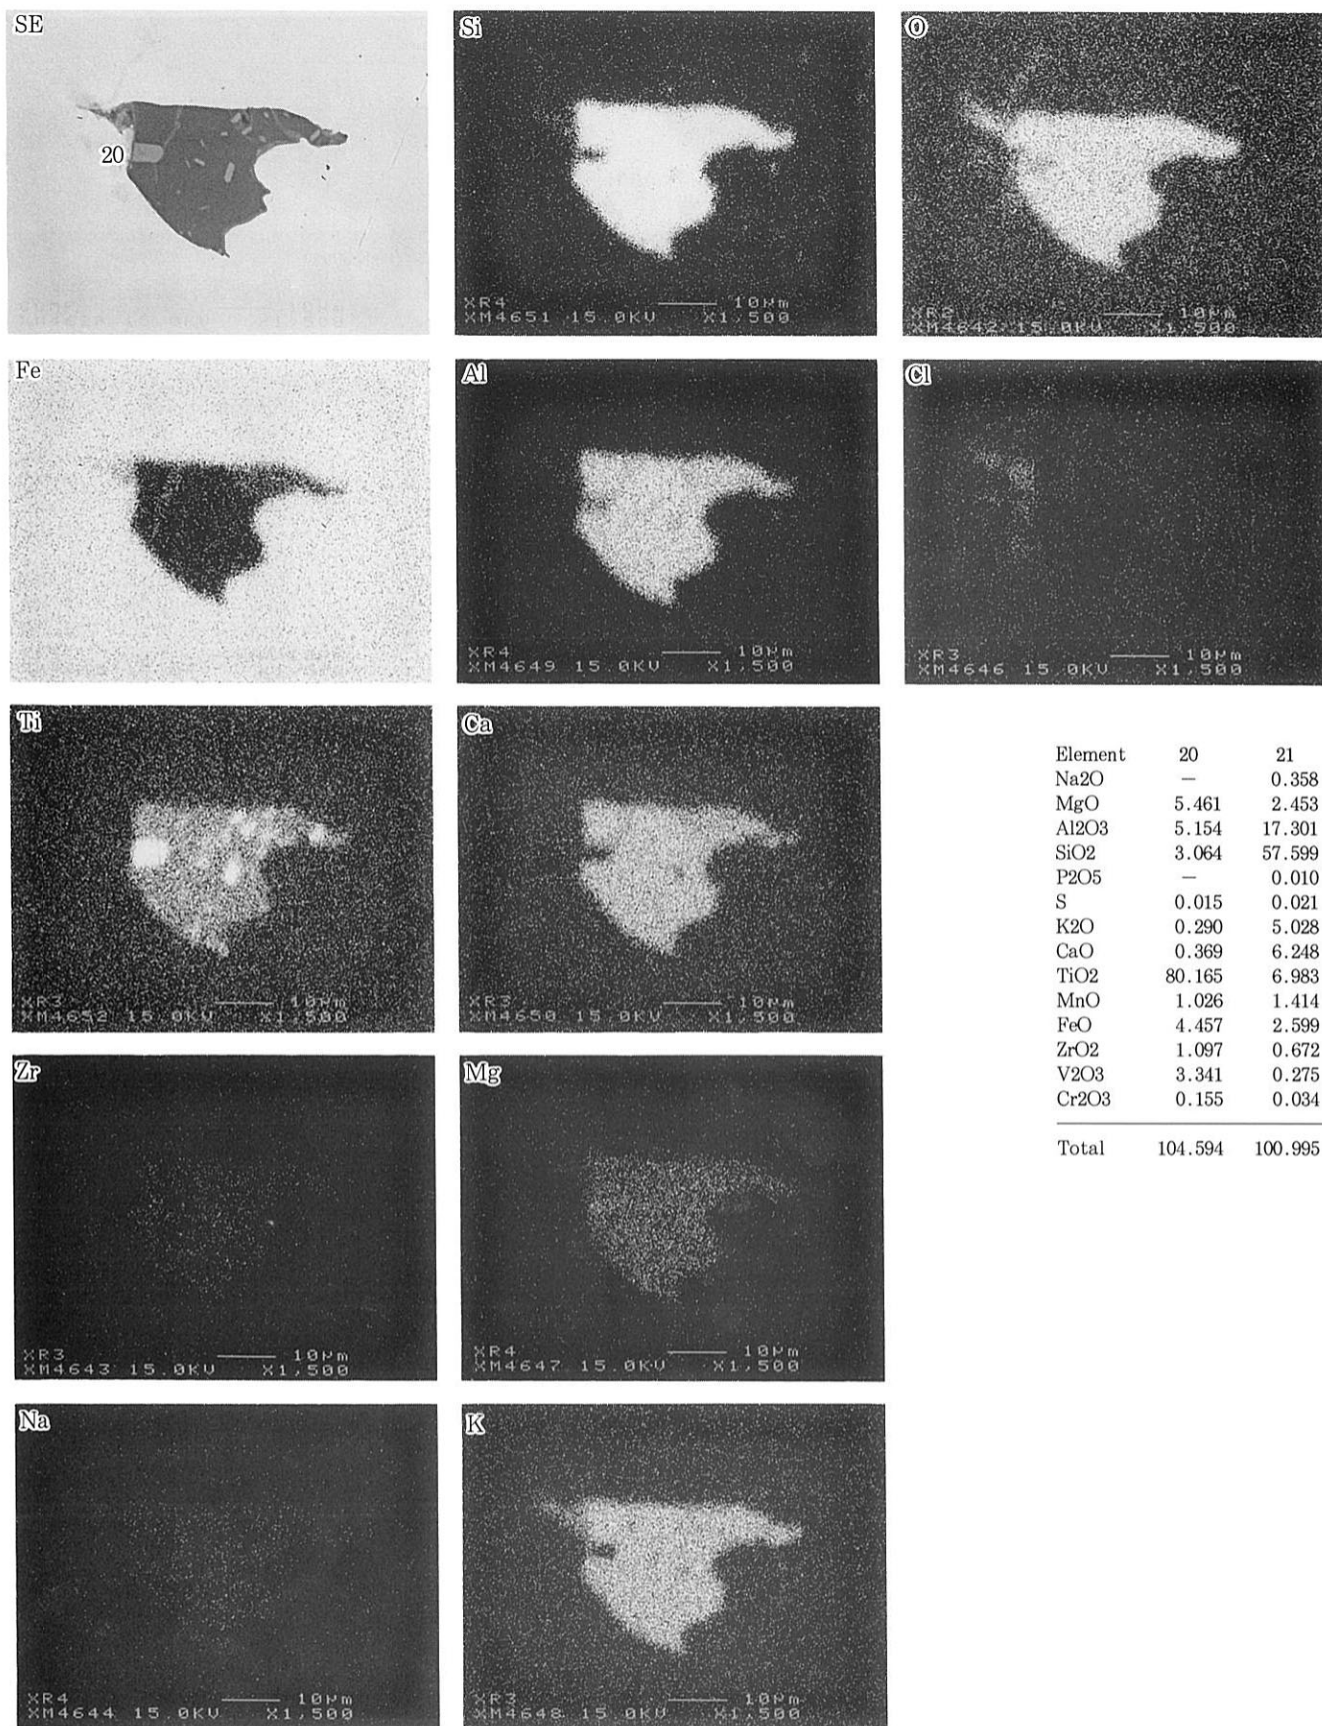 SE
20
Si
XR4 10µm
XM4651 15.0KV X1,500
O
XR2 10µm
XM4642 15.0KV X1,500
Fe
Al
XR4 10µm
XM4649 15.0KV X1,500
Cl
XR3 10µm
XM4646 15.0KV X1,500
Ti
XR3 10µm
XM4652 15.0KV X1,500
Ca
XR3 10µm
XM4650 15.0KV X1,500
Element 20 21
Na2O — 0.358
MgO 5.461 2.453
Al2O3 5.154 17.301
SiO2 3.064 57.599
P2O5 — 0.010
S 0.015 0.021
K2O 0.290 5.028
CaO 0.369 6.248
TiO2 80.165 6.983
MnO 1.026 1.414
FeO 4.457 2.599
ZrO2 1.097 0.672
V2O3 3.341 0.275
Cr2O3 0.155 0.034
Total 104.594 100.995
Zr
XR3 10µm
XM4643 15.0KV X1,500
Mg
XR4 10µm
XM4647 15.0KV X1,500
Na
XR4 10µm
XM4644 15.0KV X1,500
K
XR3 10µm
XM4648 15.0KV X1,500